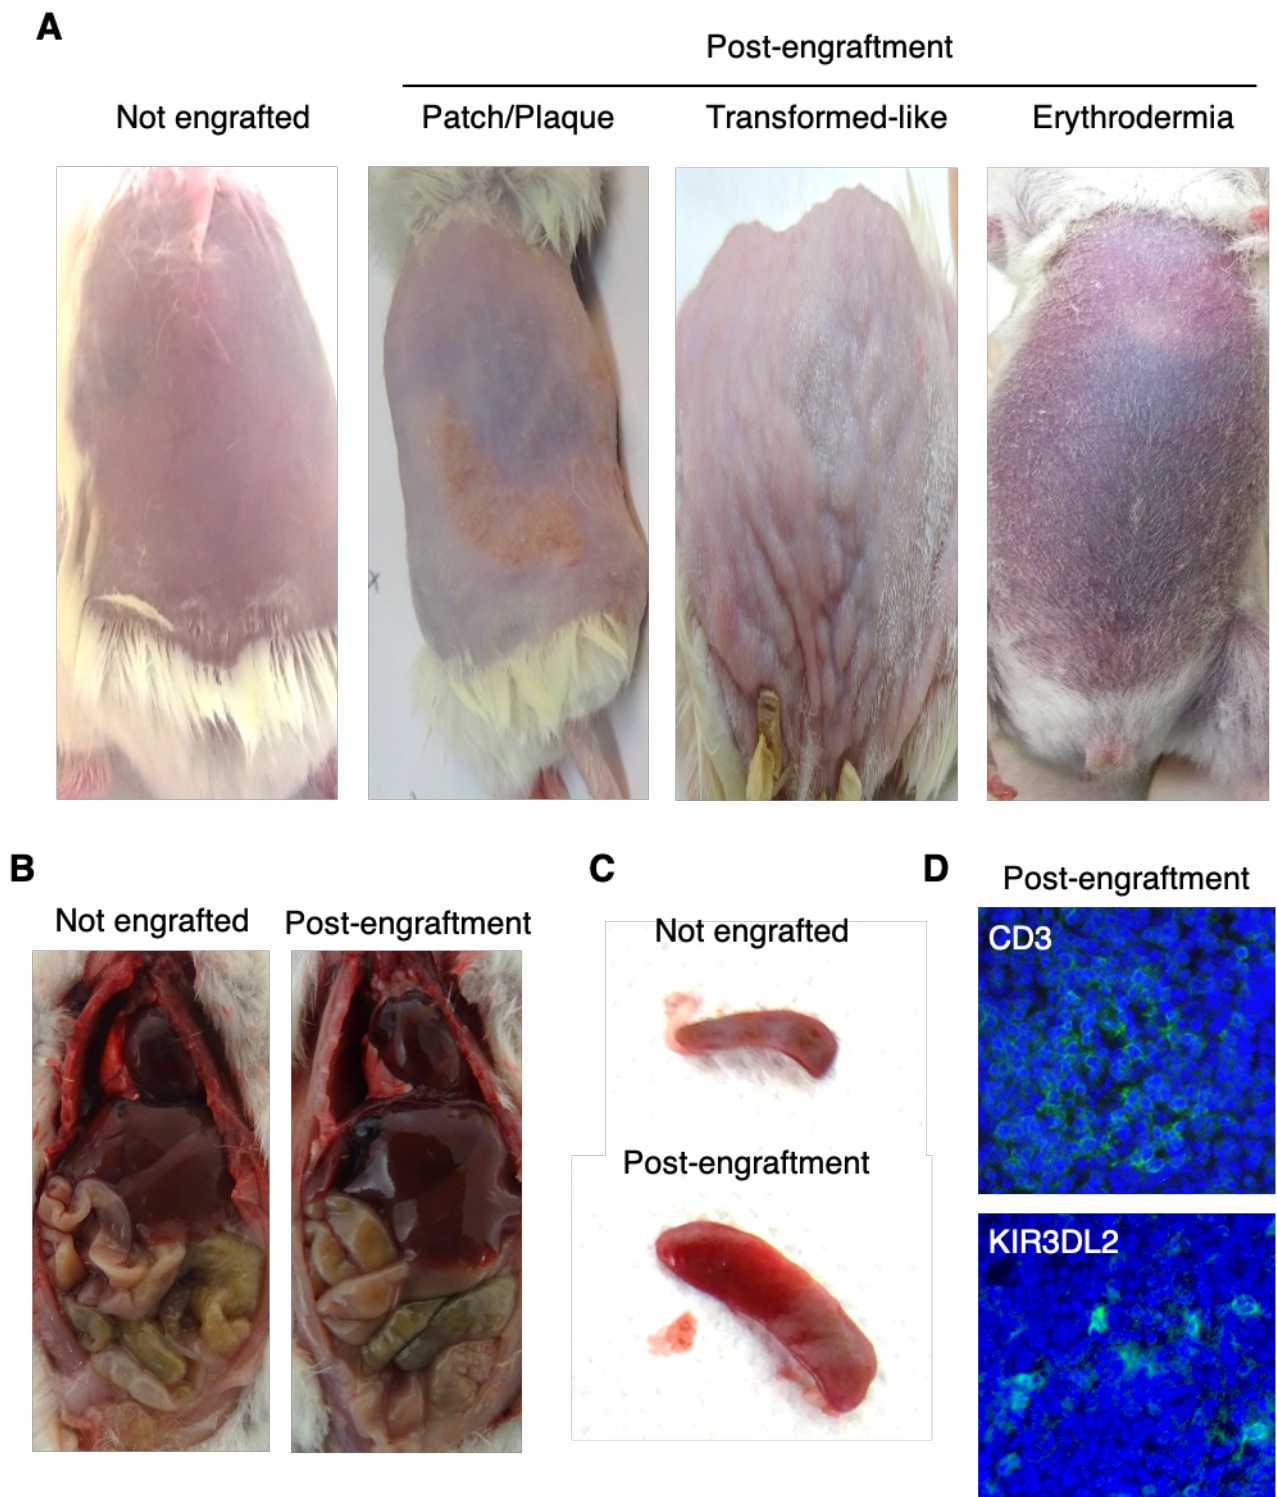 A
Post-engraftment
Not engrafted
Patch/Plaque
Transformed-like
Erythrodermia
B
Not engrafted
Post-engraftment
C
Not engrafted
Post-engraftment
D
Post-engraftment
CD3
KIR3DL2